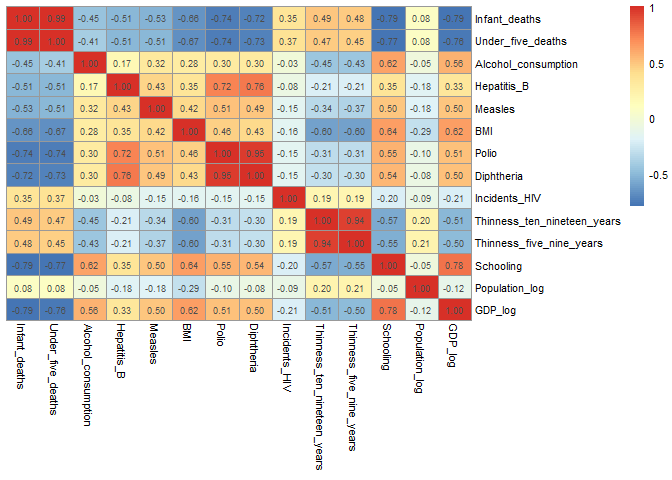 1.00 0.99 -0.45 -0.51 -0.53 -0.66 -0.74 -0.72 0.35 0.49 0.48 -0.79 0.08 -0.79 Infant_deaths
0.99 1.00 -0.41 -0.51 -0.51 -0.67 -0.74 -0.73 0.37 0.47 0.45 -0.77 0.08 -0.76 Under_five_deaths
-0.45 -0.41 1.00 0.17 0.32 0.28 0.30 0.30 -0.03 -0.45 -0.43 0.62 -0.05 0.56 Alcohol_consumption
-0.51 -0.51 0.17 1.00 0.43 0.35 0.72 0.76 -0.08 -0.21 -0.21 0.35 -0.18 0.33 Hepatitis_B
-0.53 -0.51 0.32 0.43 1.00 0.42 0.51 0.49 -0.15 -0.34 -0.37 0.50 -0.18 0.50 Measles
-0.66 -0.67 0.28 0.35 0.42 1.00 0.46 0.43 -0.16 -0.60 -0.60 0.64 -0.29 0.62 BMI
-0.74 -0.74 0.30 0.72 0.51 0.46 1.00 0.95 -0.15 -0.31 -0.31 0.55 -0.10 0.51 Polio
-0.72 -0.73 0.30 0.76 0.49 0.43 0.95 1.00 -0.15 -0.30 -0.30 0.54 -0.08 0.50 Diphtheria
0.35 0.37 -0.03 -0.08 -0.15 -0.16 -0.15 -0.15 1.00 0.19 0.19 -0.20 -0.09 -0.21 Incidents_HIV
0.49 0.47 -0.45 -0.21 -0.34 -0.60 -0.31 -0.30 0.19 1.00 0.94 -0.57 0.20 -0.51 Thinness_ten_nineteen_years
0.48 0.45 -0.43 -0.21 -0.37 -0.60 -0.31 -0.30 0.19 0.94 1.00 -0.55 0.21 -0.50 Thinness_five_nine_years
-0.79 -0.77 0.62 0.35 0.50 0.64 0.55 0.54 -0.20 -0.57 -0.55 1.00 -0.05 0.78 Schooling
0.08 0.08 -0.05 -0.18 -0.18 -0.29 -0.10 -0.08 -0.09 0.20 0.21 -0.05 1.00 -0.12 Population_log
-0.79 -0.76 0.56 0.33 0.50 0.62 0.51 0.50 -0.21 -0.51 -0.50 0.78 -0.12 1.00 GDP_log
Infant_deaths
Under_five_deaths
Alcohol_consumption
Hepatitis_B
Measles
BMI
Polio
Diphtheria
Incidents_HIV
Thinness_ten_nineteen_years
Thinness_five_nine_years
Schooling
Population_log
GDP_log
1
0.5
0
-0.5